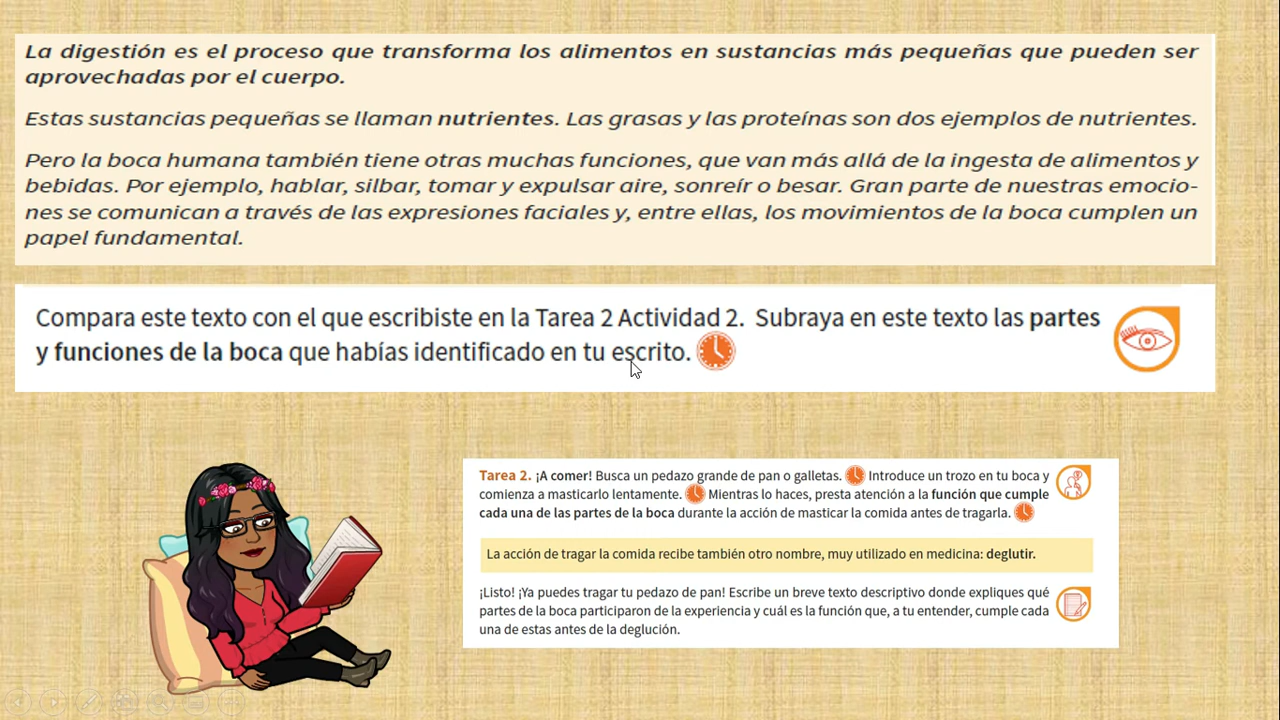 La digestión es el proceso que transforma los alimentos en sustancias más pequeñas que pueden ser
aprovechadas por el cuerpo.
Estas sustancias pequeñas se llaman nutrientes. Las grasas y las proteínas son dos ejemplos de nutrientes.
Pero la boca humana también tiene otras muchas funciones, que van más allá de la ingesta de alimentos y
bebidas. Por ejemplo, hablar, silbar, tomar y expulsar aire, sonreír o besar. Gran parte de nuestras emocio-
nes se comunican a través de las expresiones faciales y, entre ellas, los movimientos de la boca cumplen un
papel fundamental.
Compara este texto con el que escribiste en la Tarea 2 Actividad 2. Subraya en este texto las partes
y funciones de la boca que habías identificado en tu escrito.
Tarea 2. ¡A comer! Busca un pedazo grande de pan o galletas. Introduce un trozo en tu boca y
comienza a masticarlo lentamente. Mientras lo haces, presta atención a la función que cumple
cada una de las partes de la boca durante la acción de masticar la comida antes de tragarla.
La acción de tragar la comida recibe también otro nombre, muy utilizado en medicina: deglutir.
¡Listo! ¡Ya puedes tragar tu pedazo de pan! Escribe un breve texto descriptivo donde expliques qué
partes de la boca participaron de la experiencia y cuál es la función que, a tu entender, cumple cada
una de estas antes de la deglución.